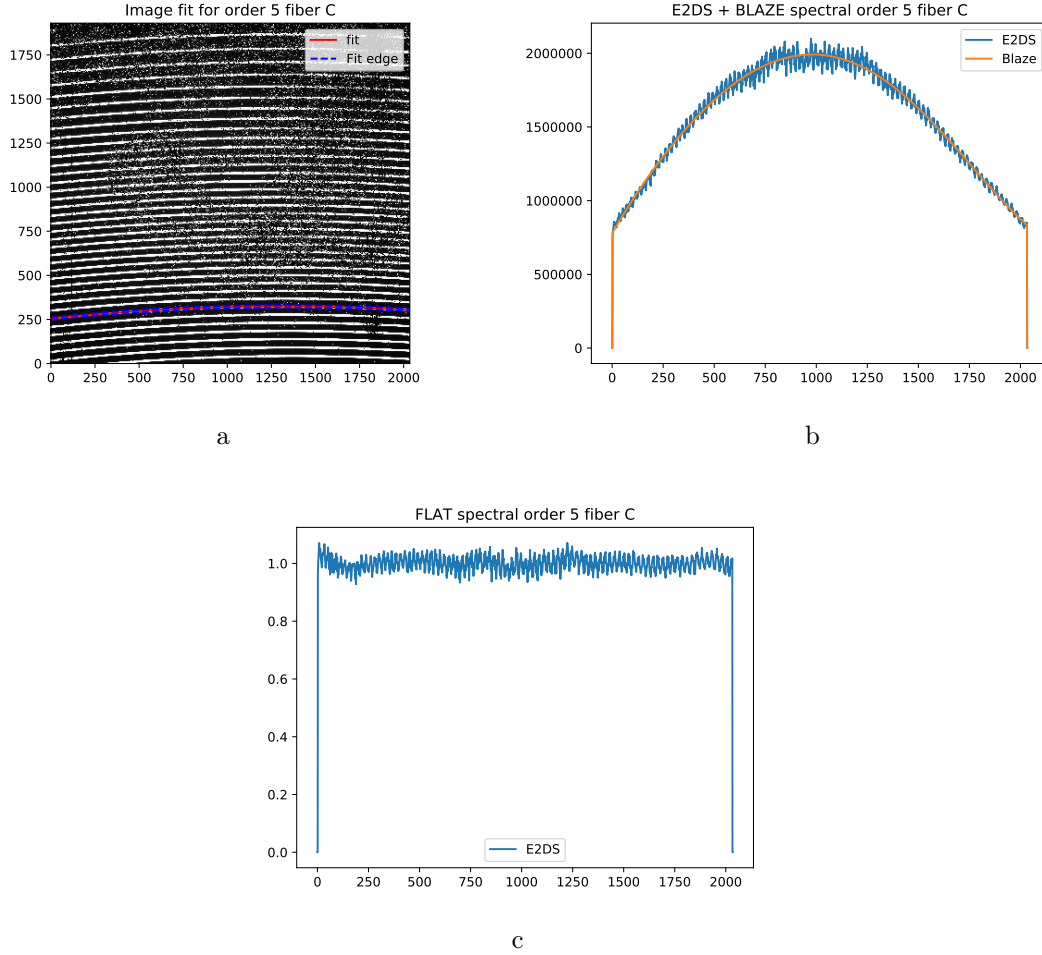 Image fit for order 5 fiber C
fit
Fit edge
1750
1500
1250
1000
750
500
250
0
0 250 500 750 1000 1250 1500 1750 2000
a
E2DS + BLAZE spectral order 5 fiber C
E2DS
Blaze
2000000
1500000
1000000
500000
0
0 250 500 750 1000 1250 1500 1750 2000
b
FLAT spectral order 5 fiber C
1.0
0.8
0.6
0.4
0.2
0.0
E2DS
0 250 500 750 1000 1250 1500 1750 2000
c